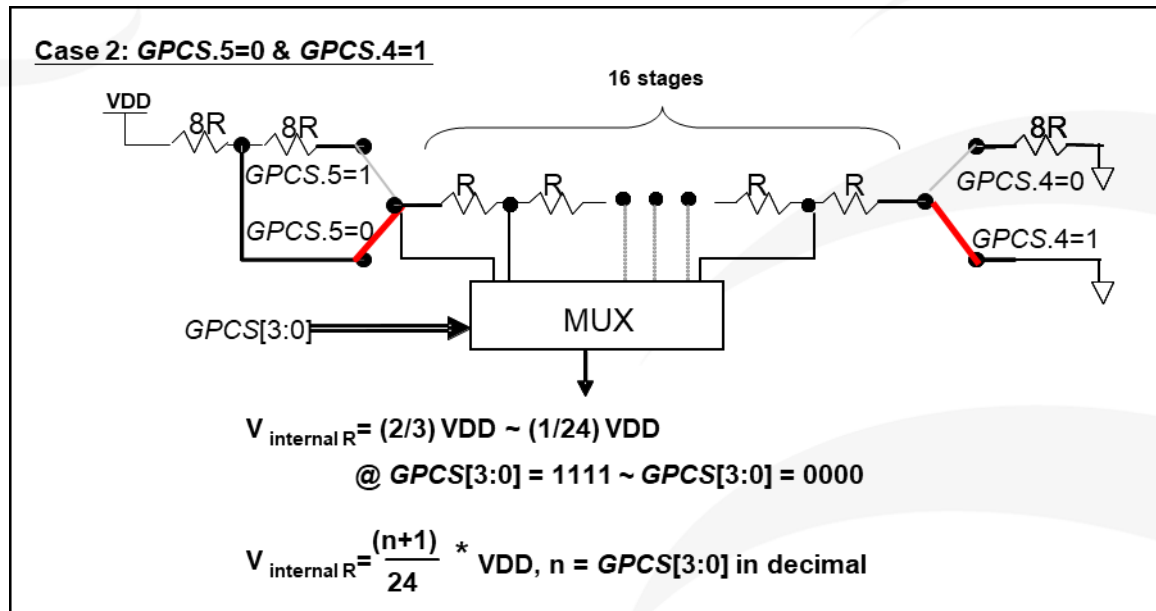 Case 2: GPCS.5=0 & GPCS.4=1
16 stages
VDD
8R
8R
8R
GPCS.5=1
R
R
R
R
GPCS.4=0
GPCS.5=0
GPCS.4=1
GPCS[3:0]
MUX
V internal R= (2/3) VDD ~ (1/24) VDD
@ GPCS[3:0] = 1111 ~ GPCS[3:0] = 0000
V internal R= (n+1)/24 * VDD, n = GPCS[3:0] in decimal